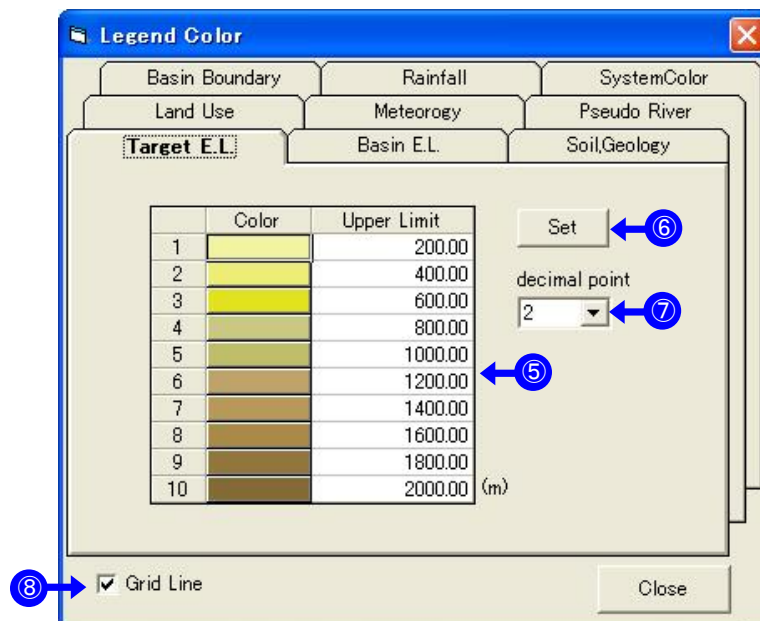 Legend Color
Basin Boundary Rainfall SystemColor
Land Use Meteorogy Pseudo River
Target E.L. Basin E.L. Soil,Geology
Color Upper Limit
1 200.00
2 400.00
3 600.00
4 800.00
5 1000.00
6 1200.00
7 1400.00
8 1600.00
9 1800.00
10 2000.00 (m)
Set ⑥
decimal point
2 ⑦
⑤
⑧ Grid Line
Close